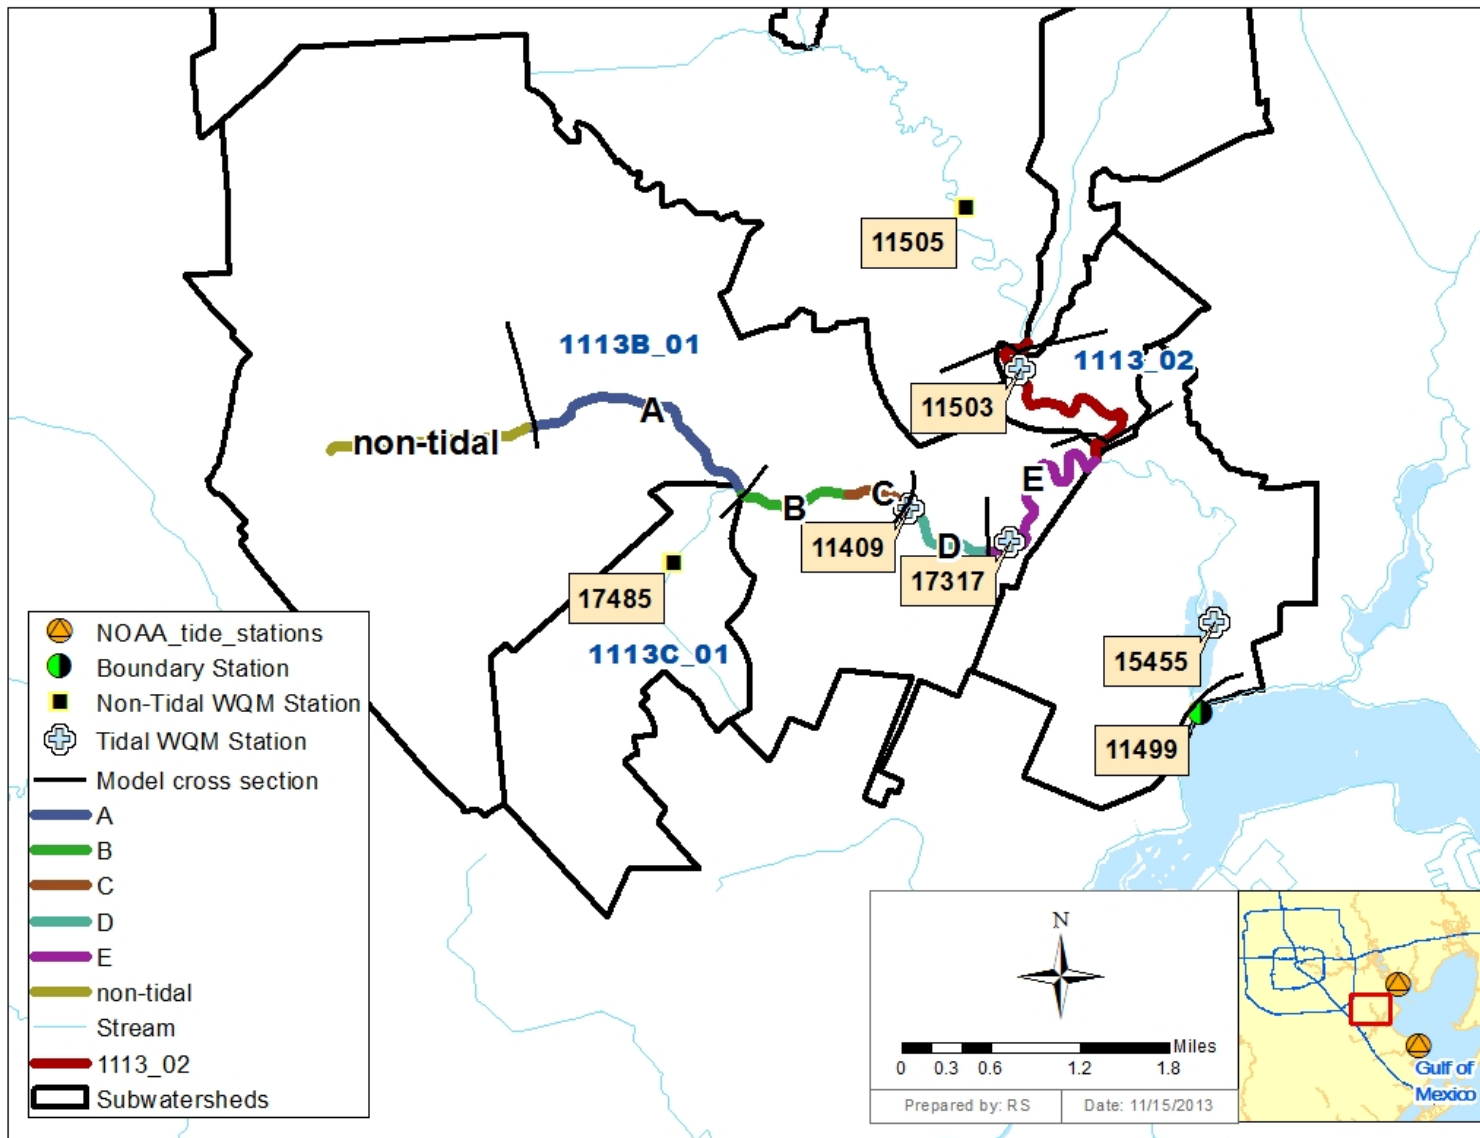 11505
1113B_01
1113_02
11503
A
non-tidal
E
B
C
11409
D
17317
17485
1113C_01
15455
11499
NOAA_tide_stations
Boundary Station
Non-Tidal WQM Station
Tidal WQM Station
Model cross section
A
B
C
D
E
non-tidal
Stream
1113_02
Subwatersheds
N
Miles
0 0.3 0.6 1.2 1.8
Prepared by: RS Date: 11/15/2013
Gulf of
Mexico